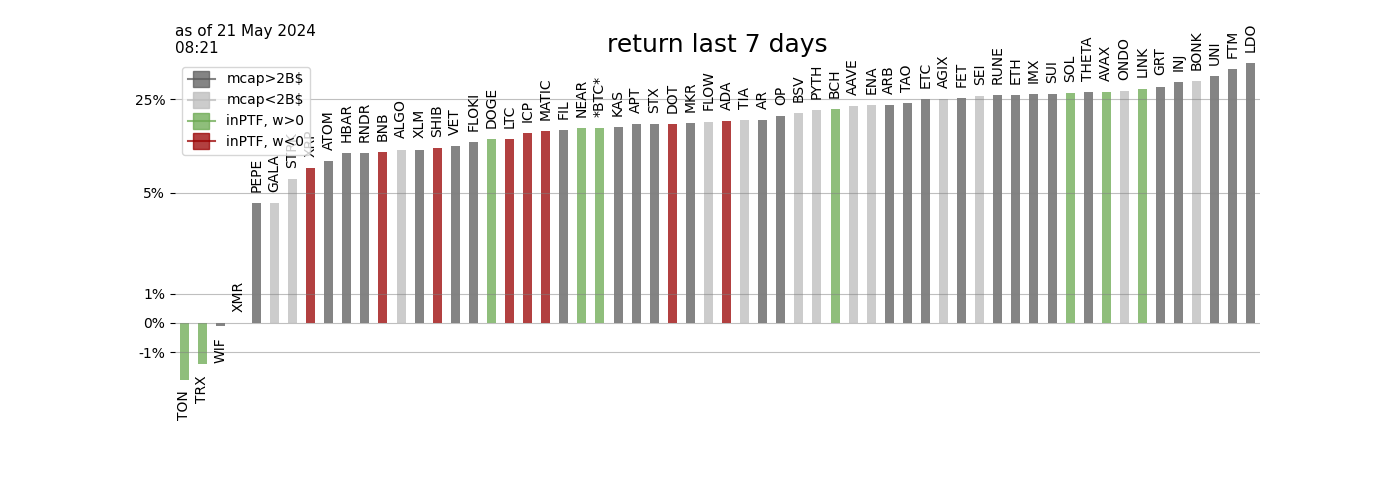 as of 21 May 2024
08:21
return last 7 days
mcap>2B$
mcap<2B$
inPTF, w>0
inPTF, w<0
25%
5%
1%
0%
-1%
TON
TRX
WIF
XMR
PEPE
GALA
XRP
ATOM
HBAR
RNDR
BNB
ALGO
XLM
SHIB
VET
FLOKI
DOGE
LTC
ICP
MATIC
FIL
NEAR
*BTC*
KAS
APT
STX
DOT
MKR
FLOW
ADA
TIA
AR
OP
BSV
PYTH
BCH
AAVE
ENA
ARB
TAO
ETC
AGIX
FET
SEI
RUNE
ETH
IMX
SUI
SOL
THETA
AVAX
ONDO
LINK
GRT
INJ
BONK
UNI
FTM
LDO